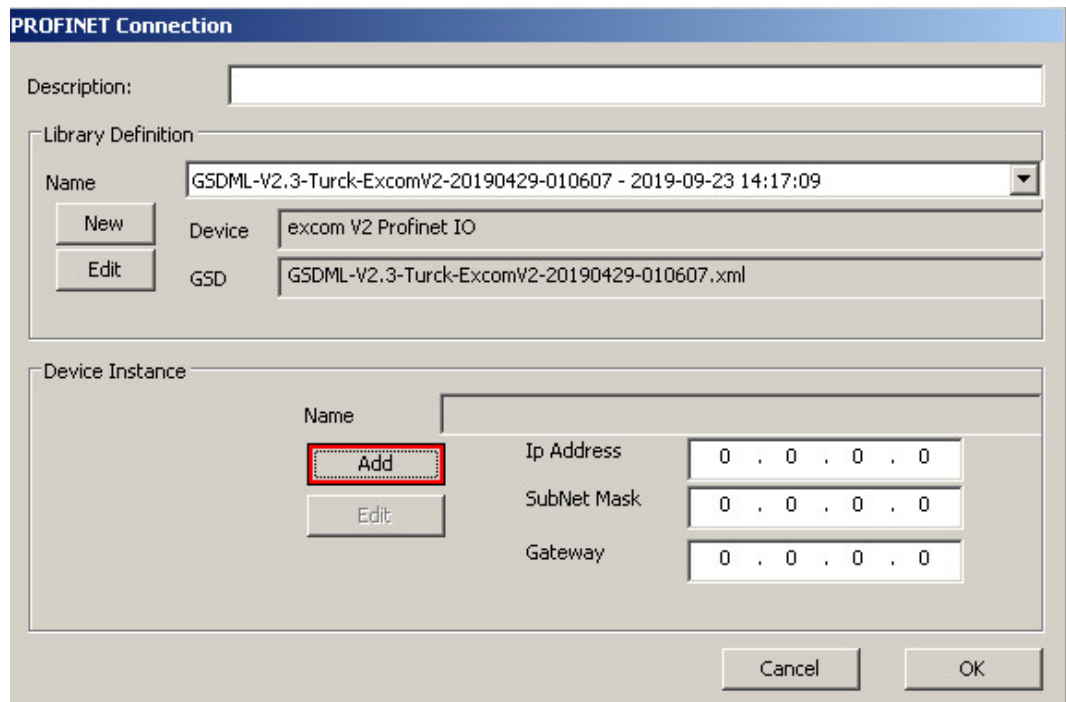 PROFINET Connection
Description:
Library Definition
Name GSDML-V2.3-Turck-ExcomV2-20190429-010607 - 2019-09-23 14:17:09
New Device excom V2 Profinet IO
Edit GSD GSDML-V2.3-Turck-ExcomV2-20190429-010607.xml
Device Instance
Name
Add Ip Address 0 . 0 . 0 . 0
Edit SubNet Mask 0 . 0 . 0 . 0
Gateway 0 . 0 . 0 . 0
Cancel OK